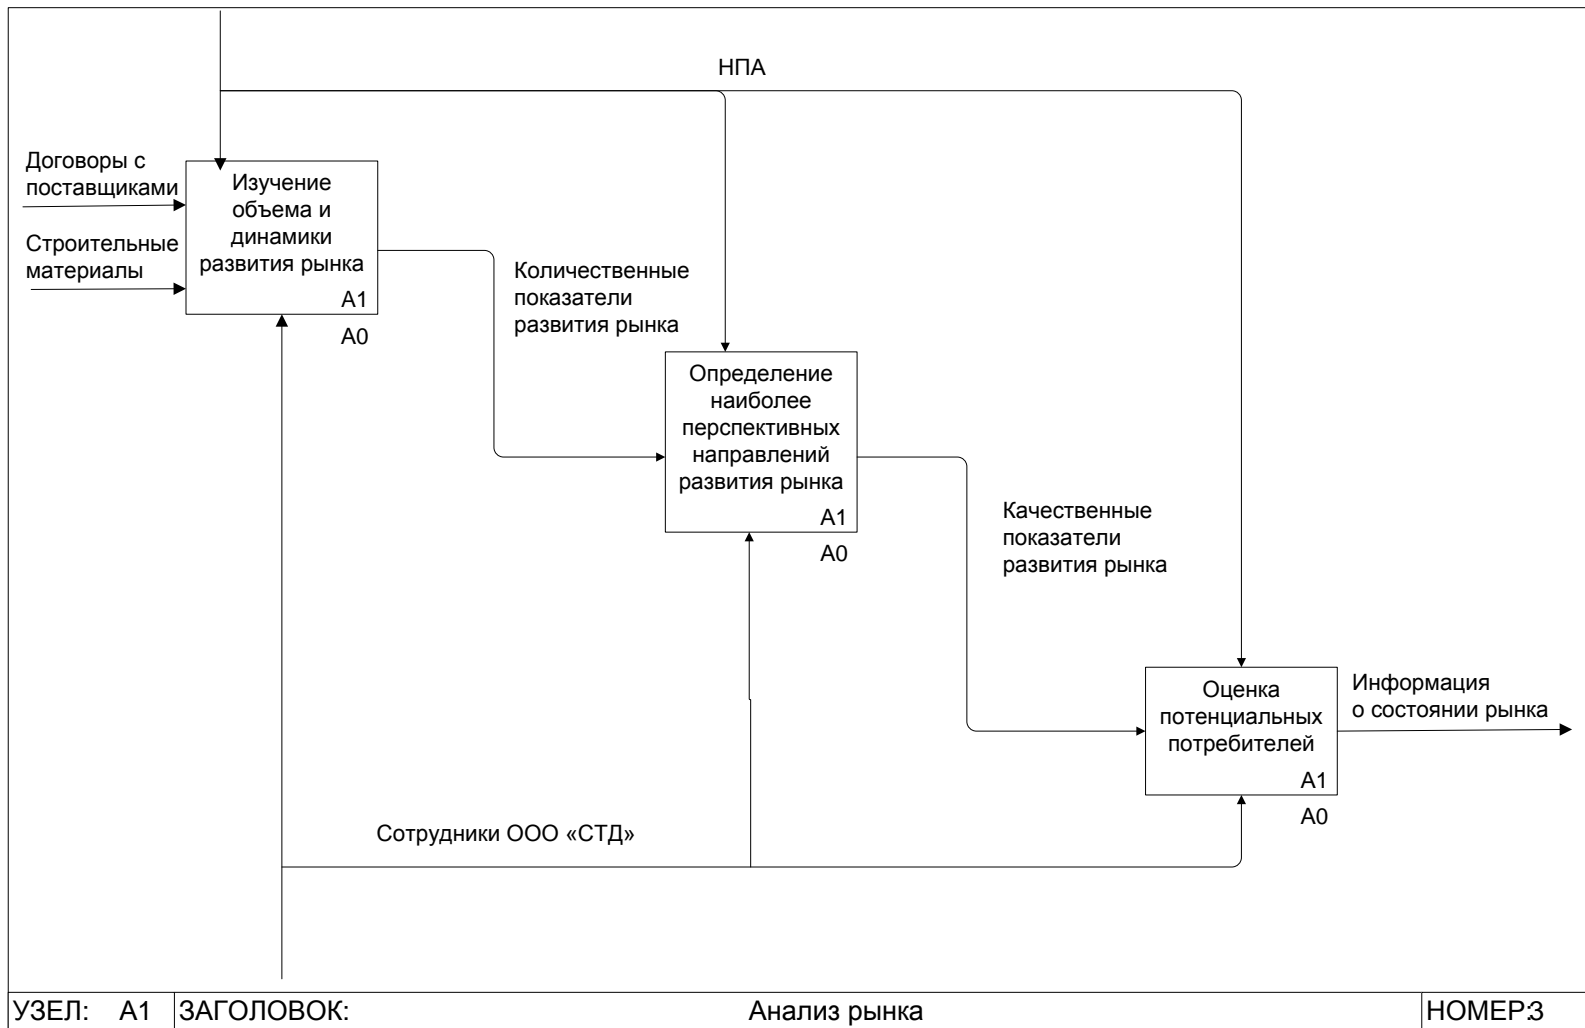 НПА
Договоры с
поставщиками
Строительные
материалы
Изучение
объема и
динамики
развития рынка
A1
A0
Количественные
показатели
развития рынка
Определение
наиболее
перспективных
направлений
развития рынка
A1
A0
Качественные
показатели
развития рынка
Оценка
потенциальных
потребителей
A1
A0
Информация
о состоянии рынка
Сотрудники ООО «СТД»
УЗЕЛ: A1 ЗАГОЛОВОК: Анализ рынка НОМЕР:3